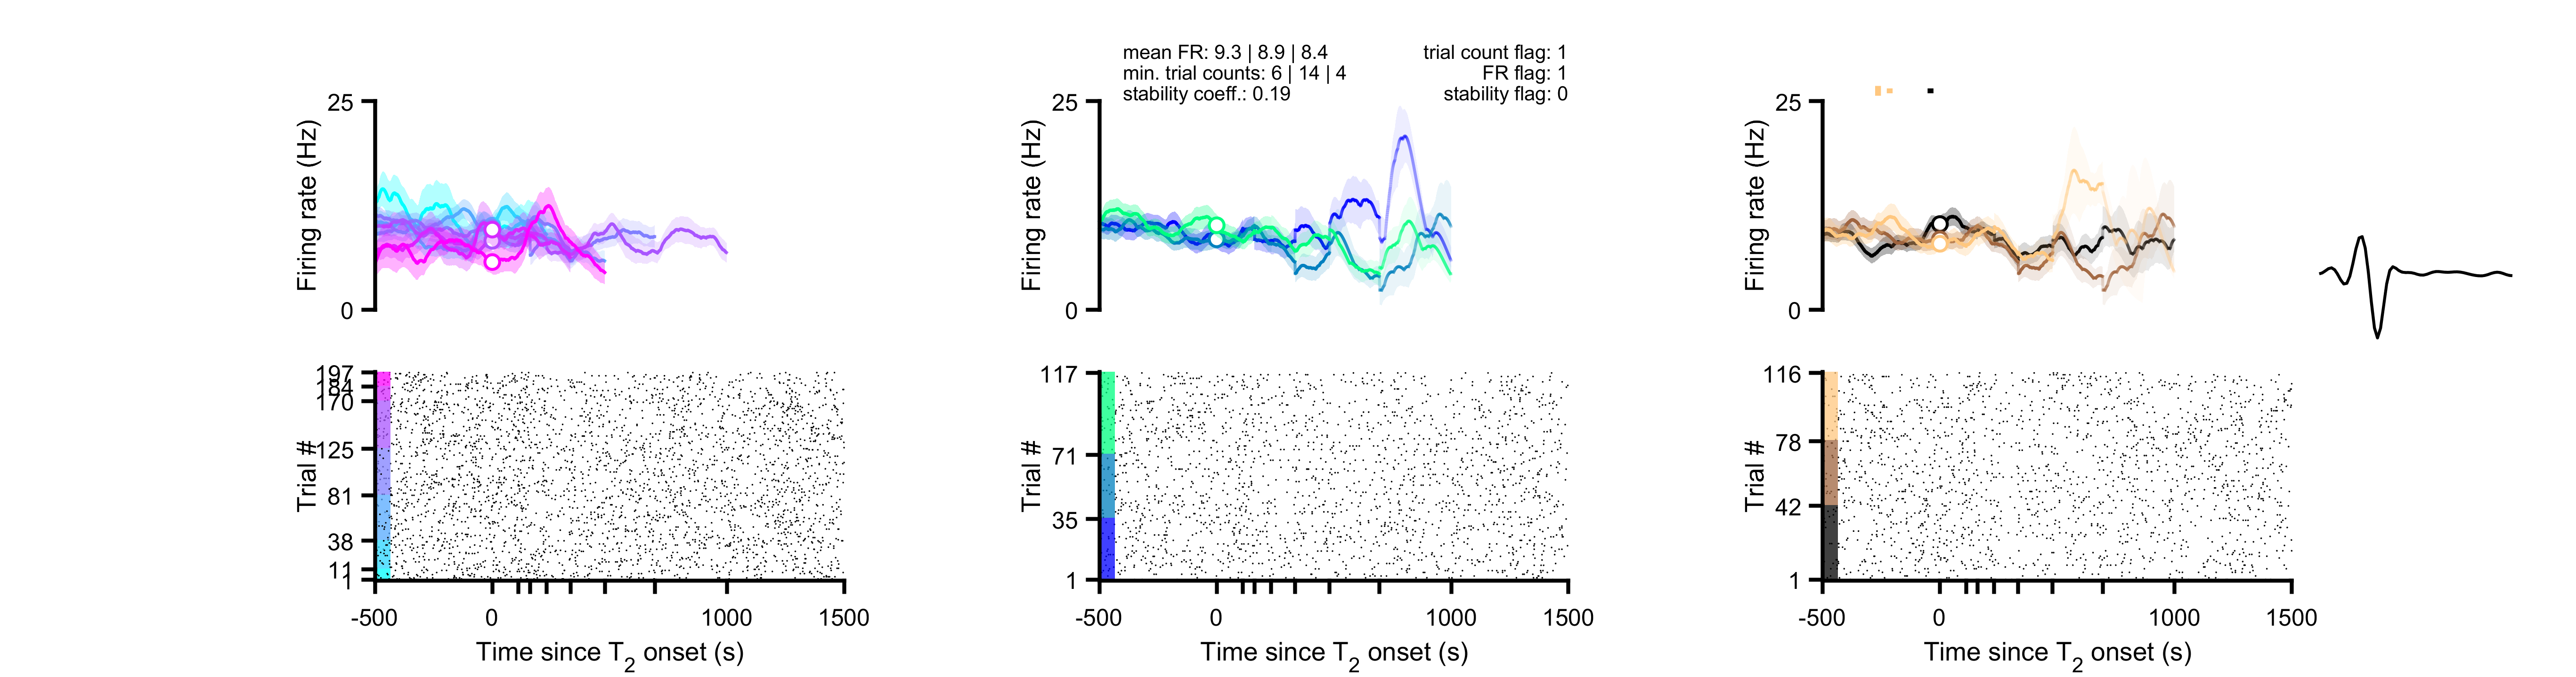 mean FR: 9.3 | 8.9 | 8.4
min. trial counts: 6 | 14 | 4
stability coeff.: 0.19
trial count flag: 1
FR flag: 1
stability flag: 0
25
Firing rate (Hz)
0
25
Firing rate (Hz)
0
25
Firing rate (Hz)
0
197
184
170
125
81
38
11
1
Trial #
-500 0 1000 1500
Time since T2 onset (s)
117
71
35
1
Trial #
-500 0 1000 1500
Time since T2 onset (s)
116
78
42
1
Trial #
-500 0 1000 1500
Time since T2 onset (s)